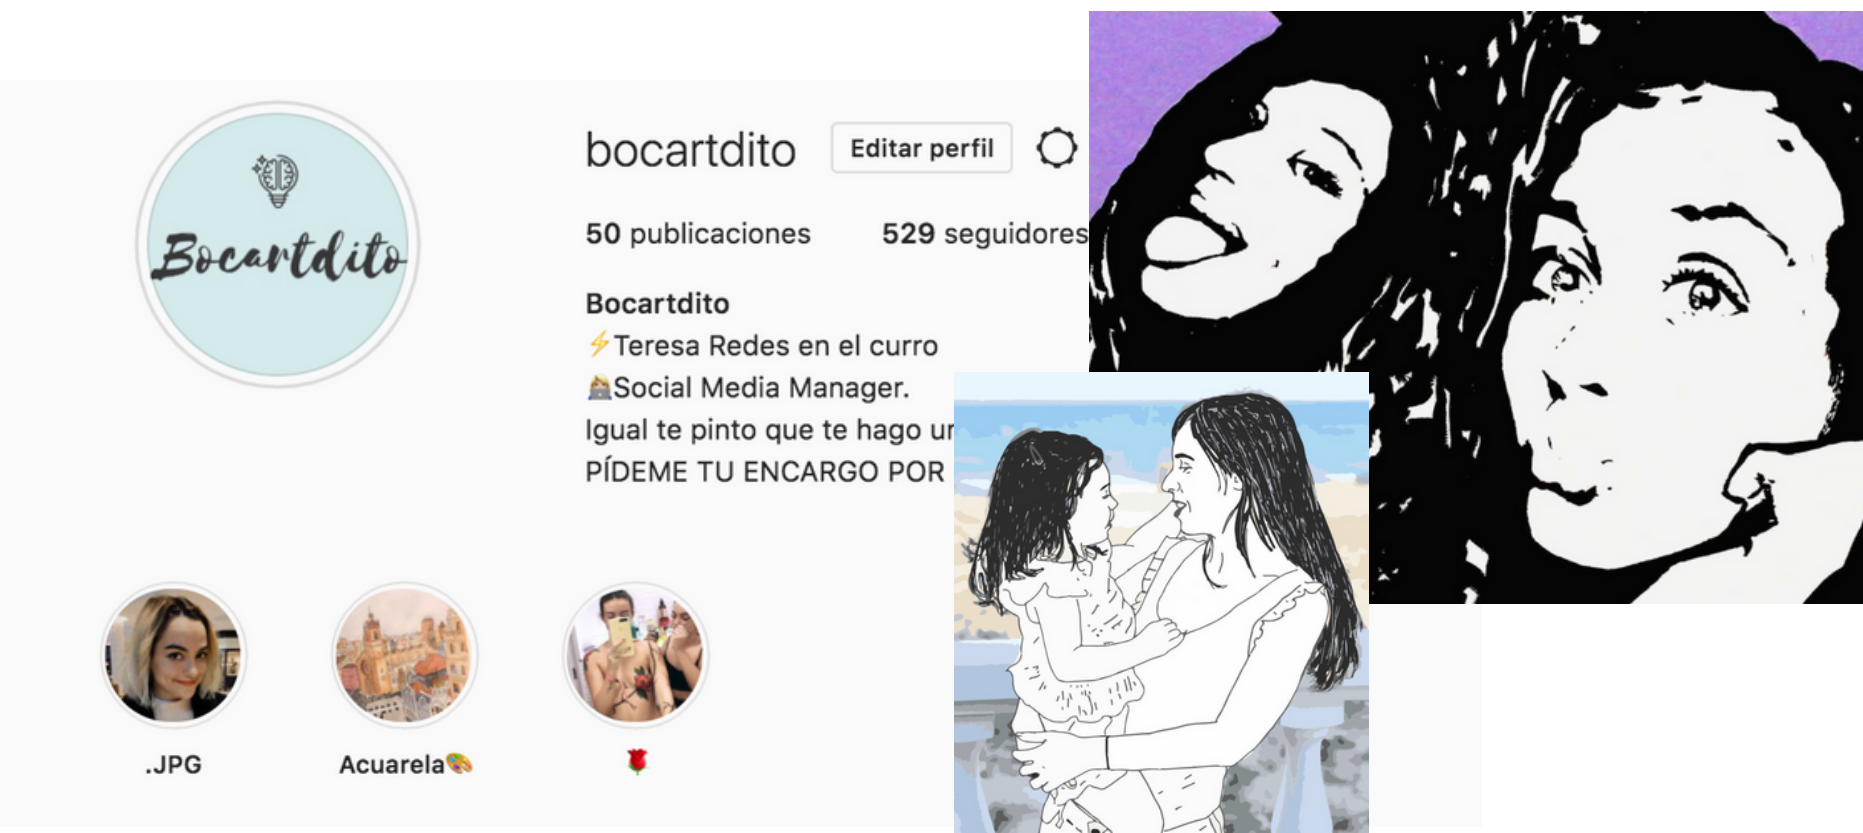 Bocartdito
bocartdito Editar perfil
50 publicaciones 529 seguidores
Bocartdito
⚡Teresa Redes en el curro
👩🏼‍💻Social Media Manager.
Igual te pinto que te hago
PÍDEME TU ENCARGO POR
.JPG Acuarela🎨 🌹